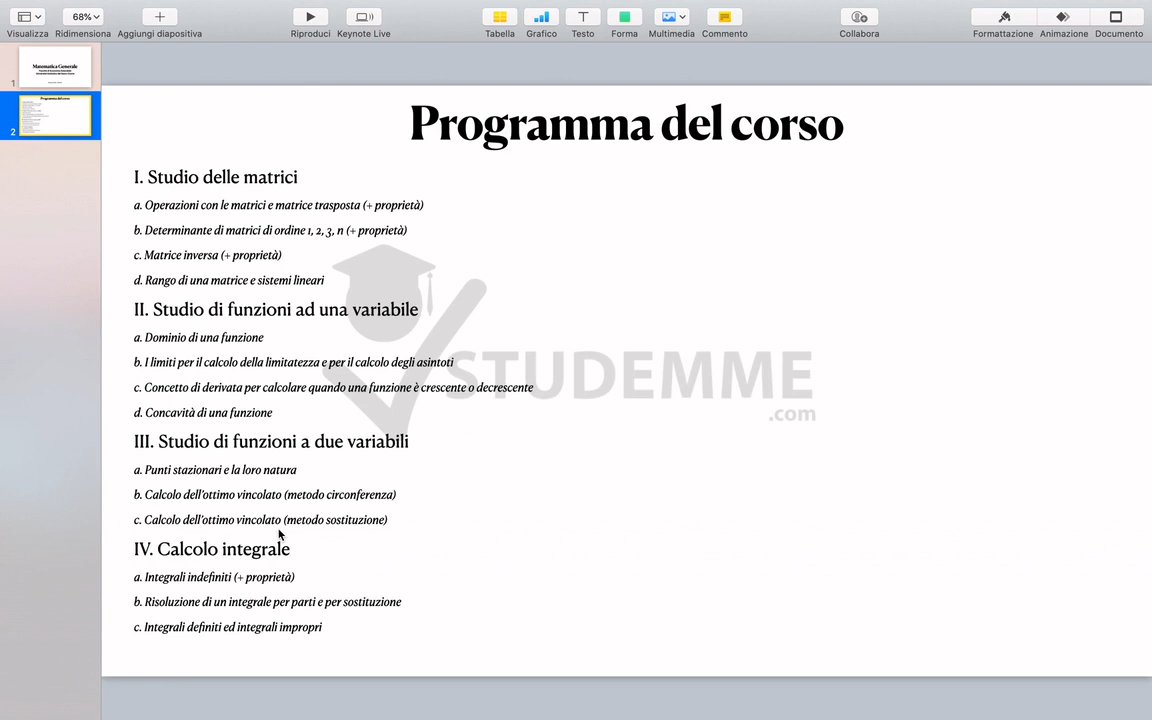 68%
Visualizza
Ridimensiona
Aggiungi diapositiva
Riproduci
Keynote Live
Tabella
Grafico
Testo
Forma
Multimedia
Commento
Collabora
Formattazione
Animazione
Documento
1
Matematica Generale
2
Programma del corso
Programma del corso
I. Studio delle matrici
a. Operazioni con le matrici e matrice trasposta (+ proprietà)
b. Determinante di matrici di ordine 1, 2, 3, n (+ proprietà)
c. Matrice inversa (+ proprietà)
d. Rango di una matrice e sistemi lineari
II. Studio di funzioni ad una variabile
a. Dominio di una funzione
b. I limiti per il calcolo della limitatezza e per il calcolo degli asintoti
c. Concetto di derivata per calcolare quando una funzione è crescente o decrescente
d. Concavità di una funzione
III. Studio di funzioni a due variabili
a. Punti stazionari e la loro natura
b. Calcolo dell'ottimo vincolato (metodo circonferenza)
c. Calcolo dell'ottimo vincolato (metodo sostituzione)
IV. Calcolo integrale
a. Integrali indefiniti (+ proprietà)
b. Risoluzione di un integrale per parti e per sostituzione
c. Integrali definiti ed integrali impropri
STUDEMME
.com